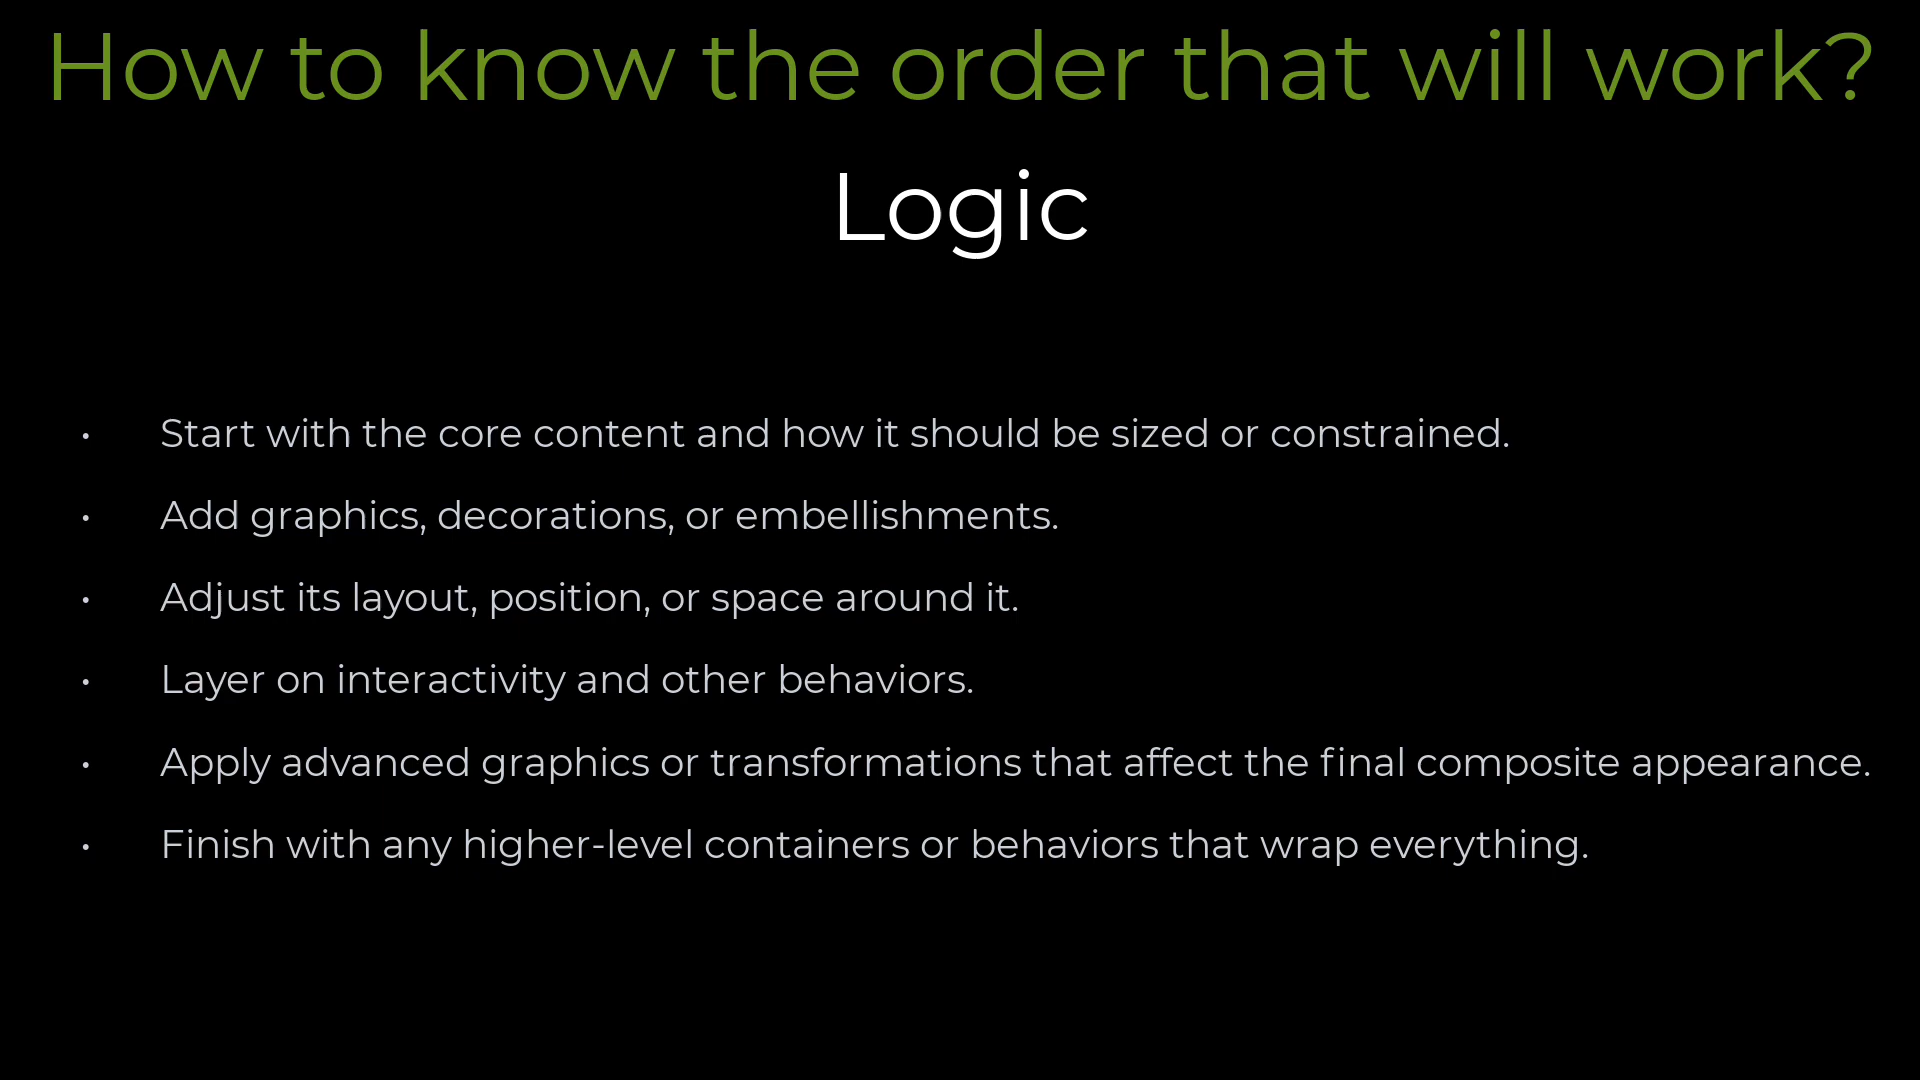 How to know the order that will work?
Logic
• Start with the core content and how it should be sized or constrained.
• Add graphics, decorations, or embellishments.
• Adjust its layout, position, or space around it.
• Layer on interactivity and other behaviors.
• Apply advanced graphics or transformations that affect the final composite appearance.
• Finish with any higher-level containers or behaviors that wrap everything.